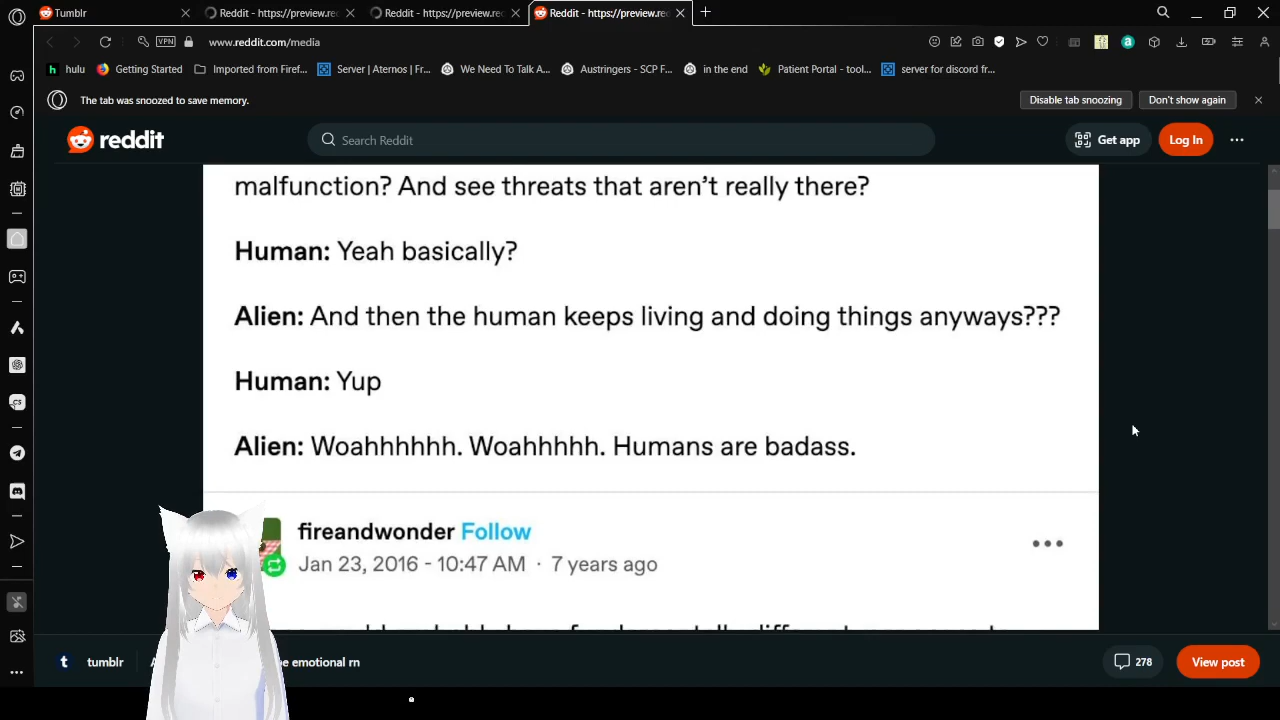 Tumblr
Reddit - https://preview.re
Reddit - https://preview.re
Reddit - https://preview.re
VPN
www.reddit.com/media
hulu
Getting Started
Imported from Firef...
Server | Aternos | Fr...
We Need To Talk A...
Austringers - SCP F...
in the end
Patient Portal - tool...
server for discord fr...
The tab was snoozed to save memory.
Disable tab snoozing
Don't show again
reddit
Search Reddit
Get app
Log In
malfunction? And see threats that aren't really there?
Human: Yeah basically?
Alien: And then the human keeps living and doing things anyways???
Human: Yup
Alien: Woahhhhhh. Woahhhhh. Humans are badass.
fireandwonder Follow
Jan 23, 2016 - 10:47 AM · 7 years ago
tumblr
emotional rn
278
View post